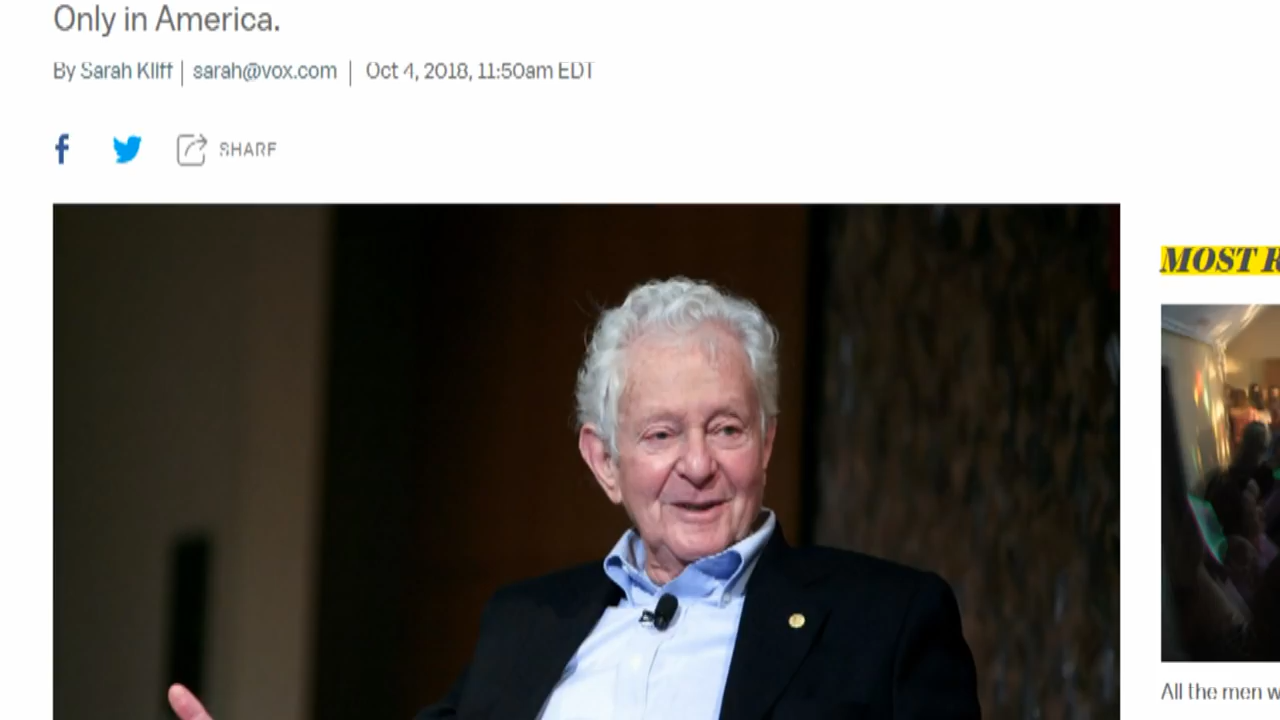 Only in America.
By Sarah Kliff | sarah@vox.com | Oct 4, 2018, 11:50am EDT
f
SHARE
MOST R
All the men w